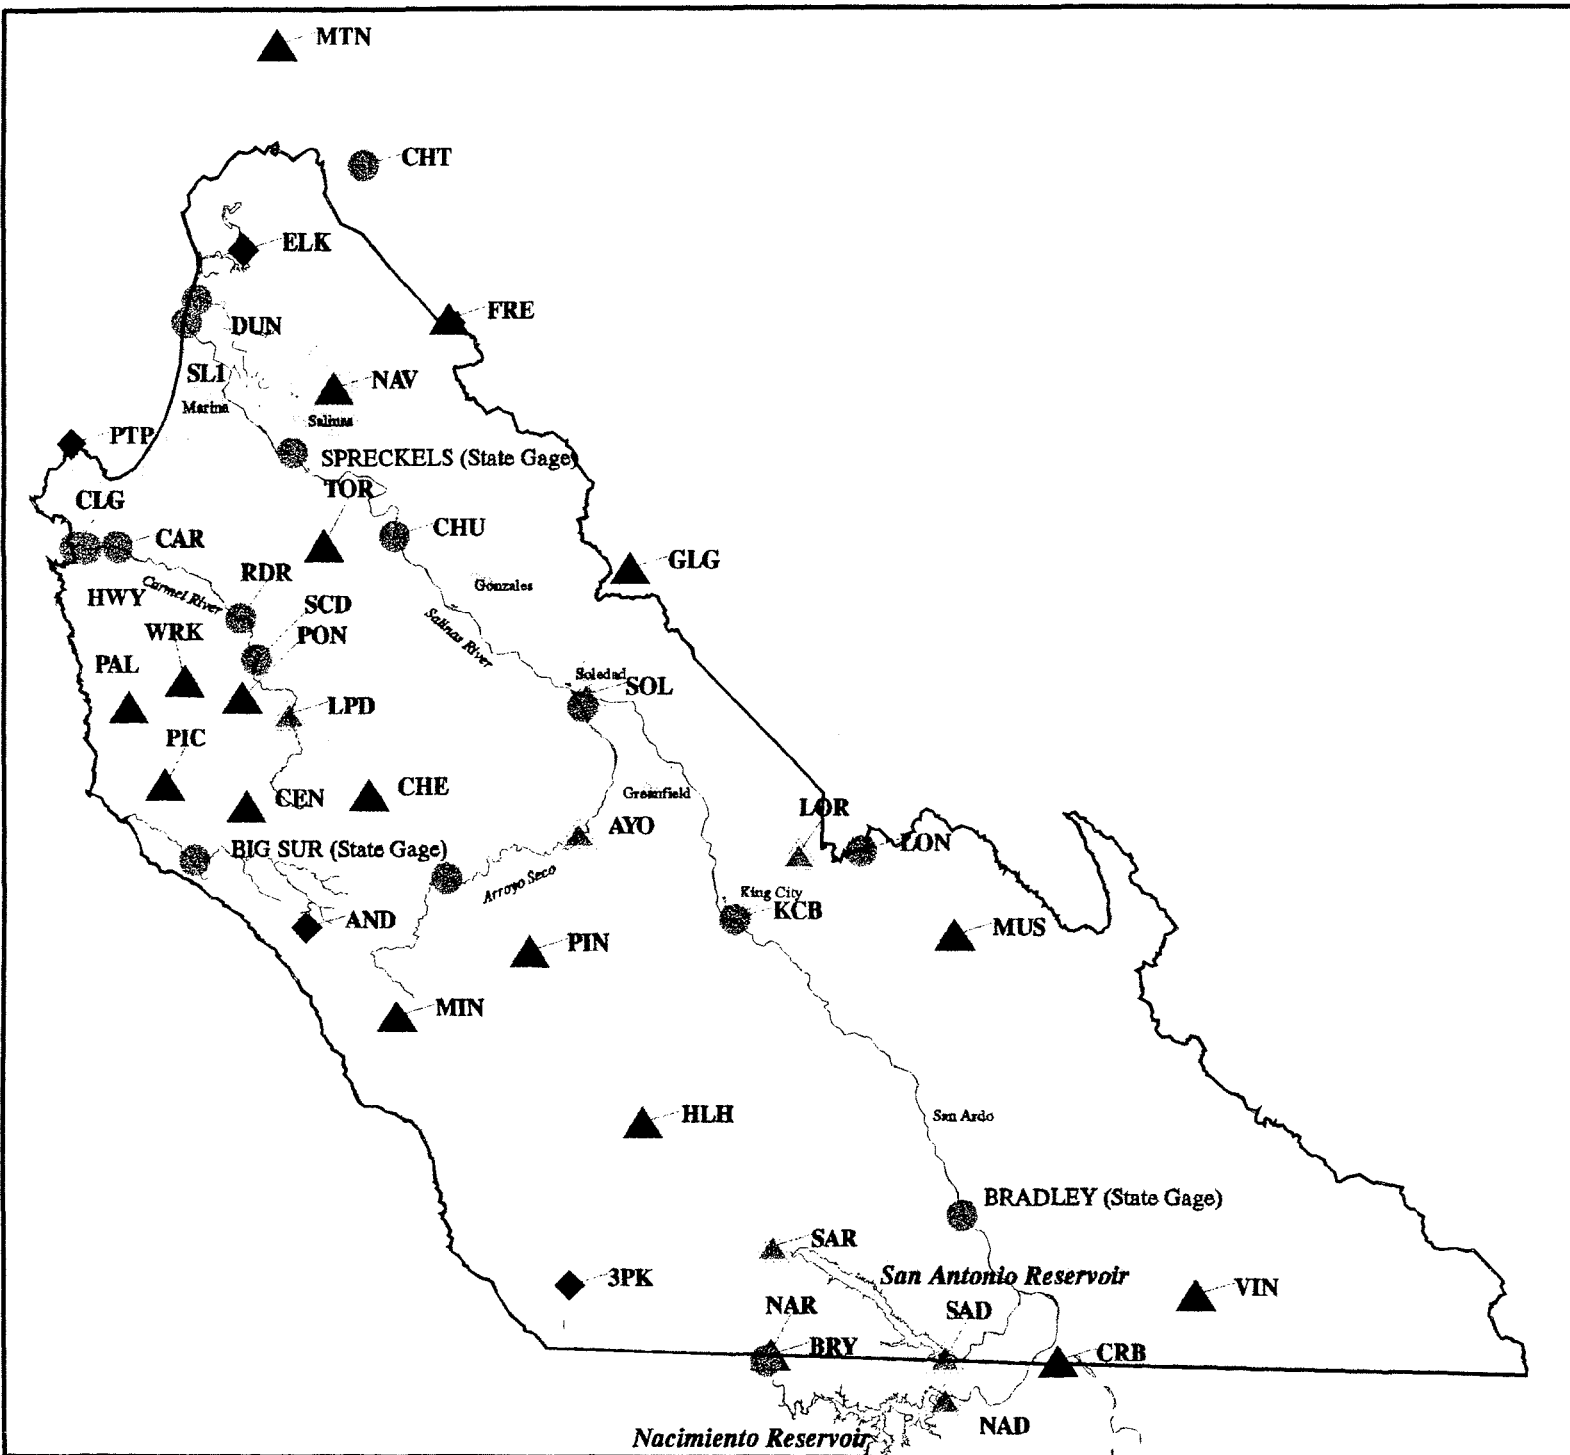 MTN
CHT
ELK
FRE
DUN
SL1
NAV
Marina
Salinas
PTP
SPRECKELS (State Gage)
TOR
CLG
CHU
CAR
GLG
RDR
Gonzales
HWY
Carmel River
SCD
Salinas River
WRK
PON
PAL
Soledad
SOL
LPD
PIC
CHE
CEN
Greenfield
LOR
AYO
BIG SUR (State Gage)
LON
Arroyo Seco
King City
KCB
AND
MUS
PIN
MIN
HLH
San Ardo
BRADLEY (State Gage)
SAR
San Antonio Reservoir
3PK
VIN
NAR
SAD
BRY
CRB
NAD
Nacimiento Reservoir